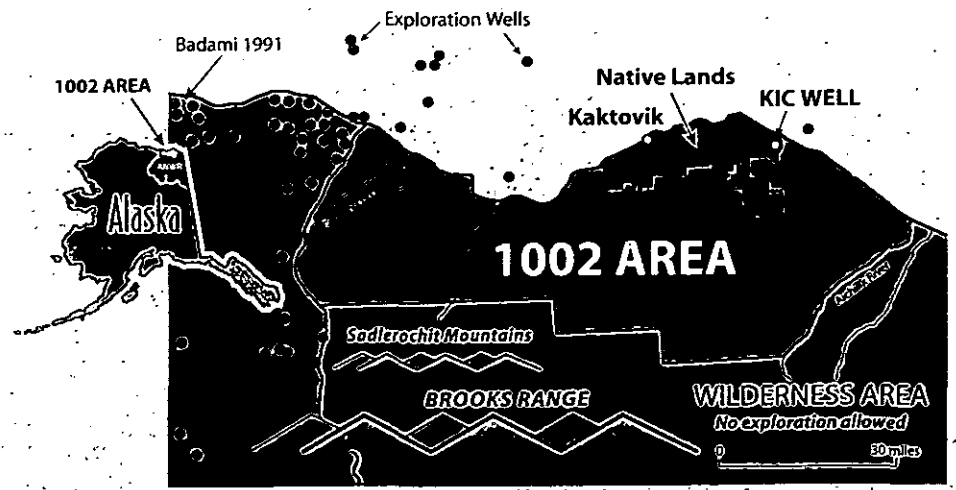 Exploration Wells
Badami 1991
1002 AREA
Native Lands
Kaktovik
KIC WELL
ANWR
Alaska
1002 AREA
Sadlerochit Mountains
BROOKS RANGE
WILDERNESS AREA
No exploration allowed
0 30 miles